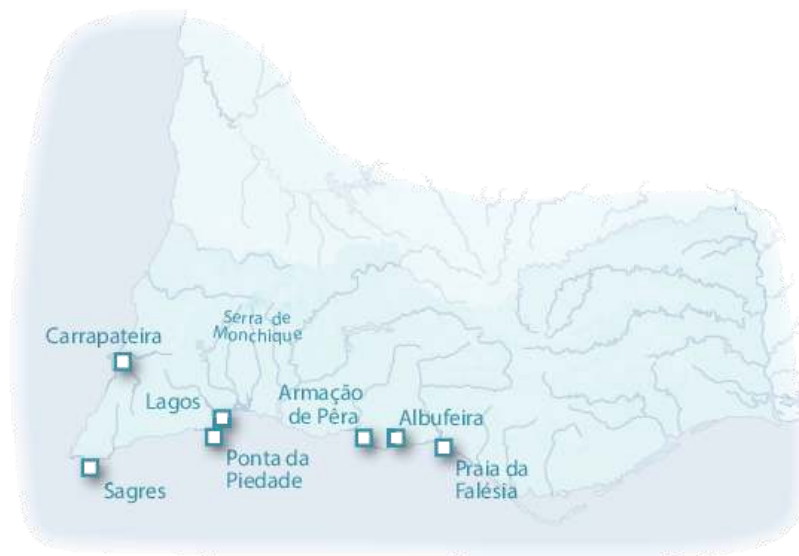 Serra de
Monchique
Carrapateira
Armação
de Pêra
Lagos
Albufeira
Ponta da
Piedade
Praia da
Falésia
Sagres